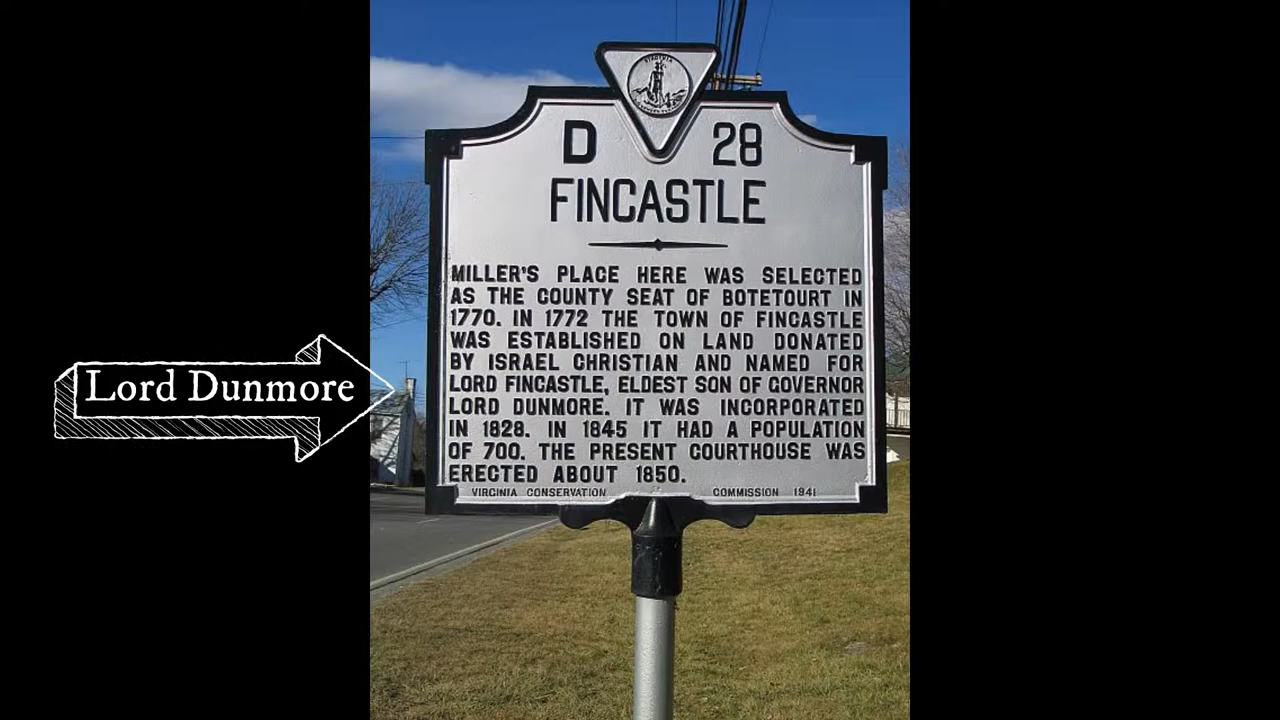 VIRGINIA
D 28
FINCASTLE
MILLER'S PLACE HERE WAS SELECTED
AS THE COUNTY SEAT OF BOTETOURT IN
1770. IN 1772 THE TOWN OF FINCASTLE
WAS ESTABLISHED ON LAND DONATED
BY ISRAEL CHRISTIAN AND NAMED FOR
LORD FINCASTLE, ELDEST SON OF GOVERNOR
LORD DUNMORE. IT WAS INCORPORATED
IN 1828. IN 1845 IT HAD A POPULATION
OF 700. THE PRESENT COURTHOUSE WAS
ERECTED ABOUT 1850.
VIRGINIA CONSERVATION COMMISSION 1941
Lord Dunmore